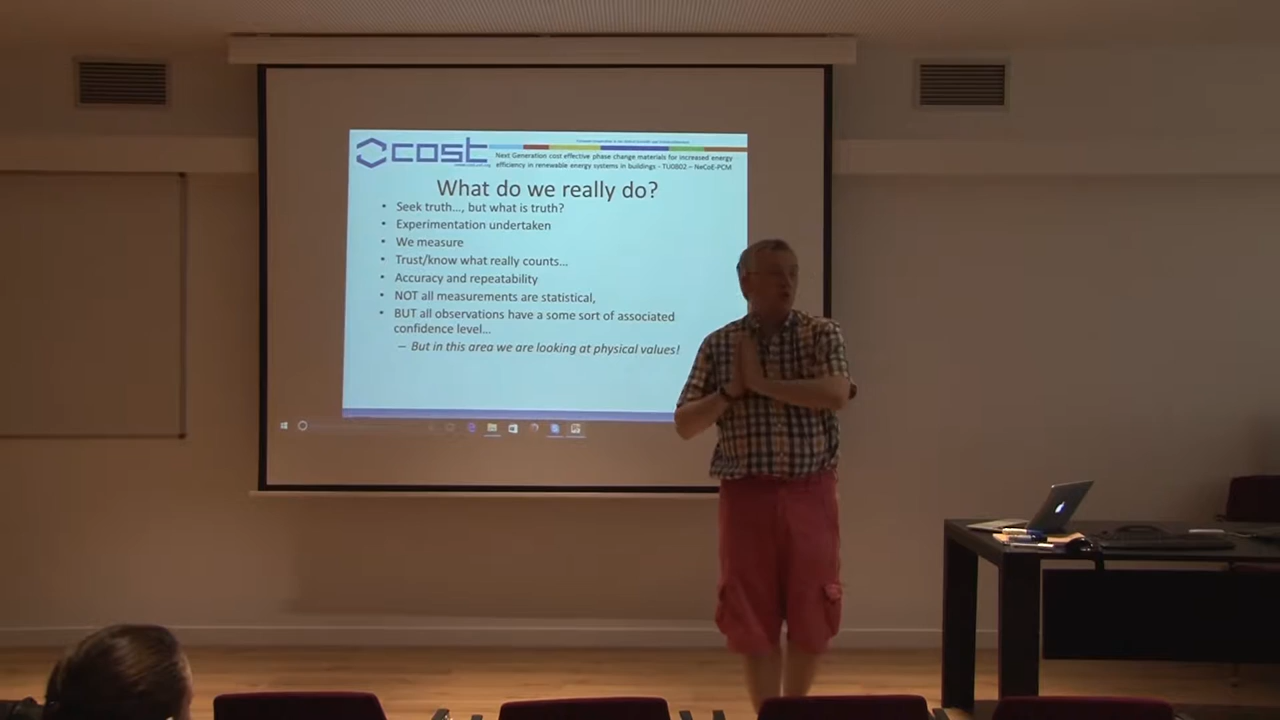 cost
Next Generation cost effective phase change materials for increased energy
efficiency in renewable energy systems in buildings - TU0802 – NeCoE-PCM
What do we really do?
• Seek truth..., but what is truth?
• Experimentation undertaken
• We measure
• Trust/know what really counts...
• Accuracy and repeatability
• NOT all measurements are statistical,
• BUT all observations have a some sort of associated
confidence level...
– But in this area we are looking at physical values!